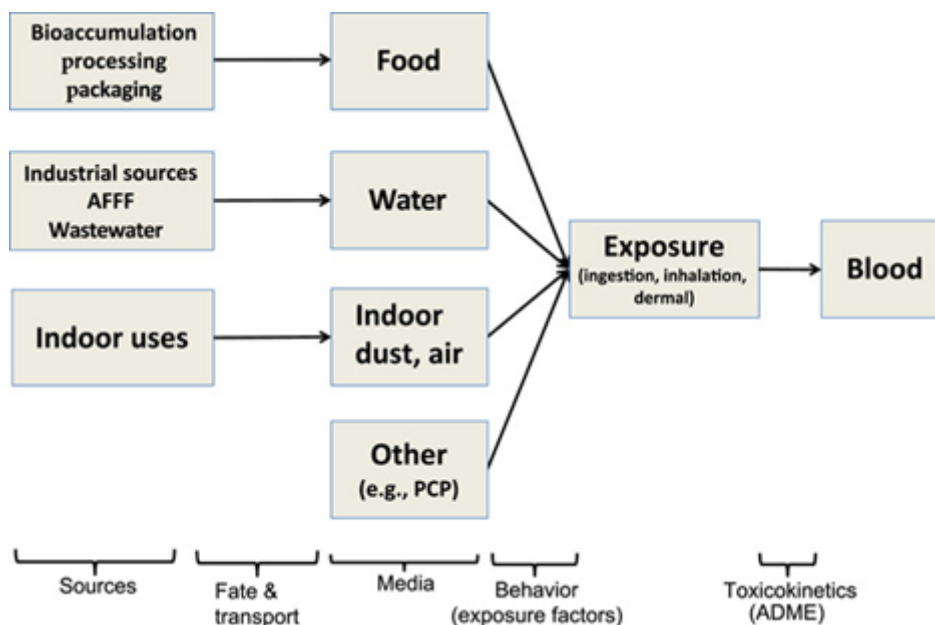 Bioaccumulation
processing
packaging
Food
Industrial sources
AFFF
Wastewater
Water
Exposure
(ingestion, inhalation,
dermal)
Blood
Indoor uses
Indoor
dust, air
Other
(e.g., PCP)
Sources
Fate &
transport
Media
Behavior
(exposure factors)
Toxicokinetics
(ADME)